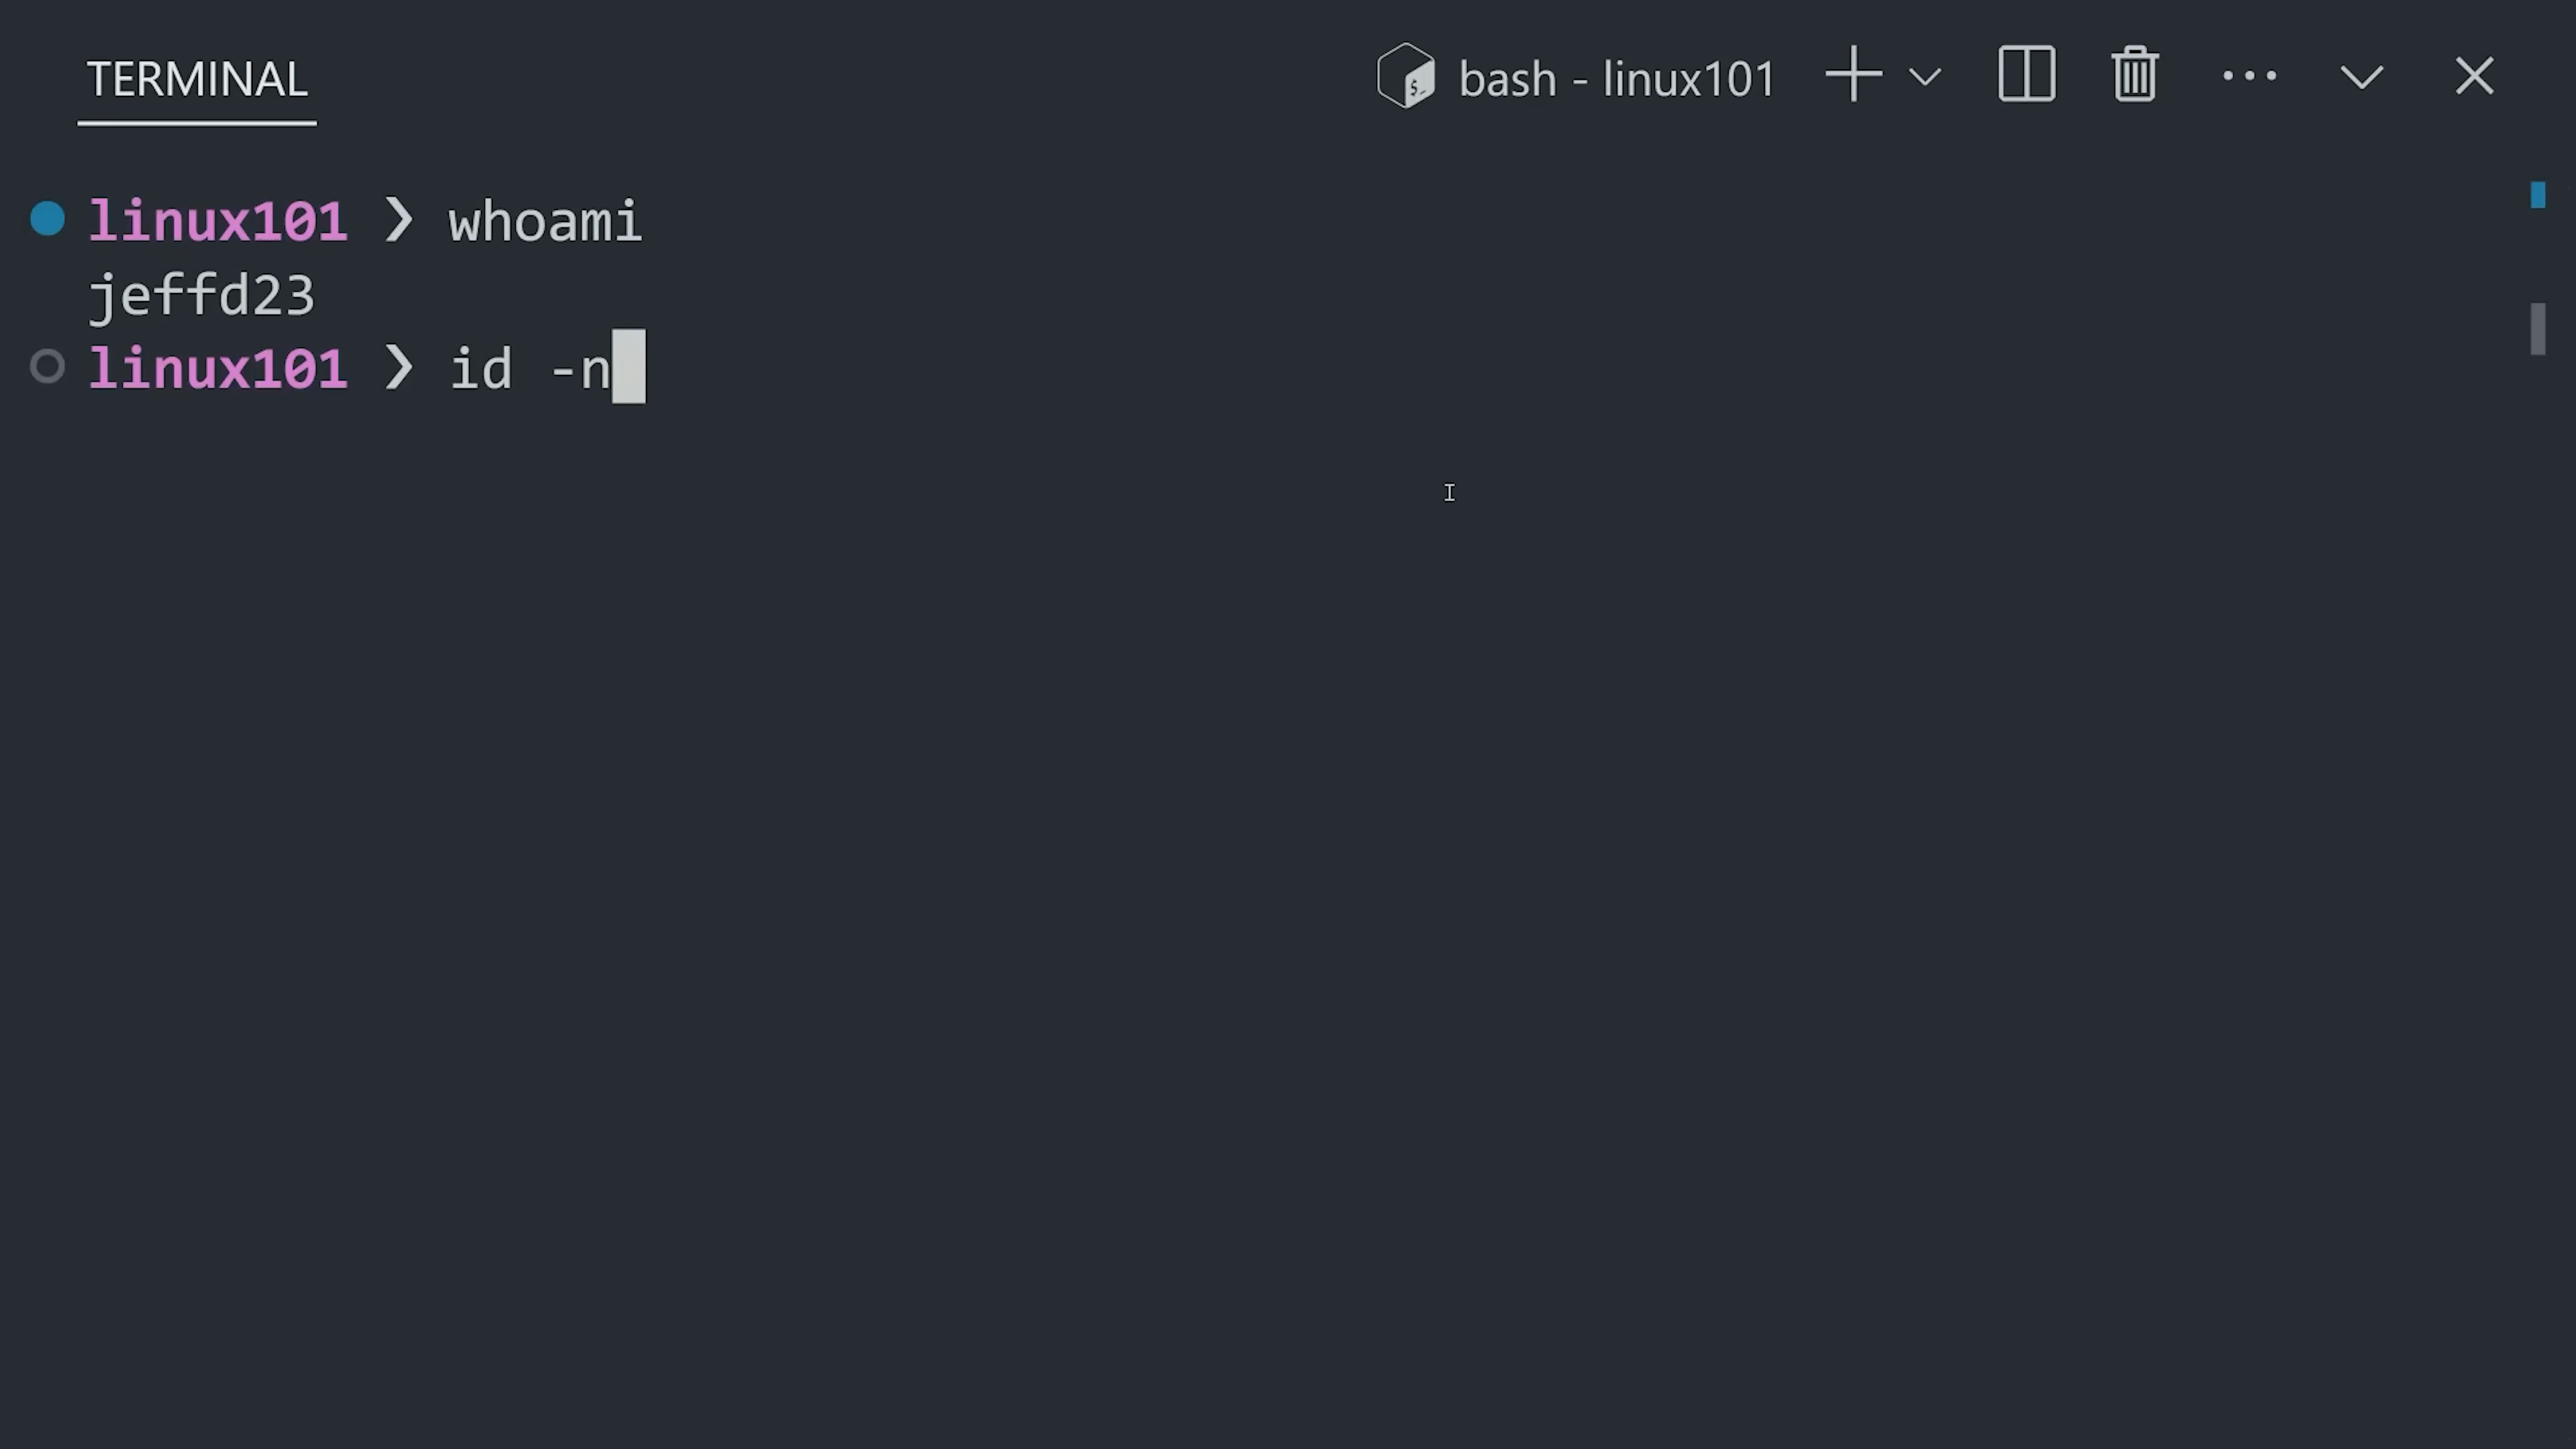 TERMINAL
bash - linux101
linux101 ❯ whoami
jeffd23
linux101 ❯ id -n